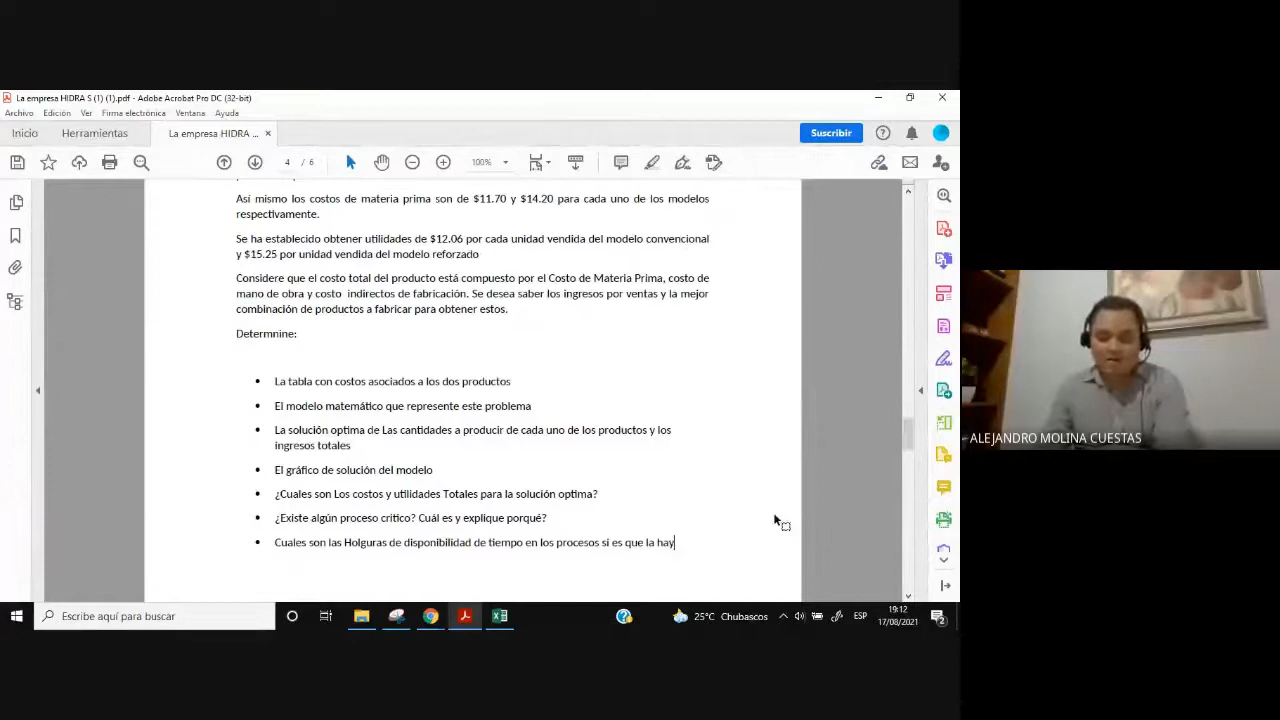 La empresa HIDRA S (1) (1).pdf - Adobe Acrobat Pro DC (32-bit)
Archivo Edición Ver Firma electrónica Ventana Ayuda
Inicio Herramientas La empresa HIDRA ... × Suscribir
4 / 6 100%
Así mismo los costos de materia prima son de $11.70 y $14.20 para cada uno de los modelos
respectivamente.
Se ha establecido obtener utilidades de $12.06 por cada unidad vendida del modelo convencional
y $15.25 por unidad vendida del modelo reforzado
Considere que el costo total del producto está compuesto por el Costo de Materia Prima, costo de
mano de obra y costo indirectos de fabricación. Se desea saber los ingresos por ventas y la mejor
combinación de productos a fabricar para obtener estos.
Determnine:
• La tabla con costos asociados a los dos productos
• El modelo matemático que represente este problema
• La solución optima de Las cantidades a producir de cada uno de los productos y los
ingresos totales
• El gráfico de solución del modelo
• ¿Cuales son Los costos y utilidades Totales para la solución optima?
• ¿Existe algún proceso critico? Cuál es y explique porqué?
• Cuales son las Holguras de disponibilidad de tiempo en los procesos si es que la hay
ALEJANDRO MOLINA CUESTAS
Escribe aquí para buscar
25°C Chubascos
ESP
19:12
17/08/2021
2